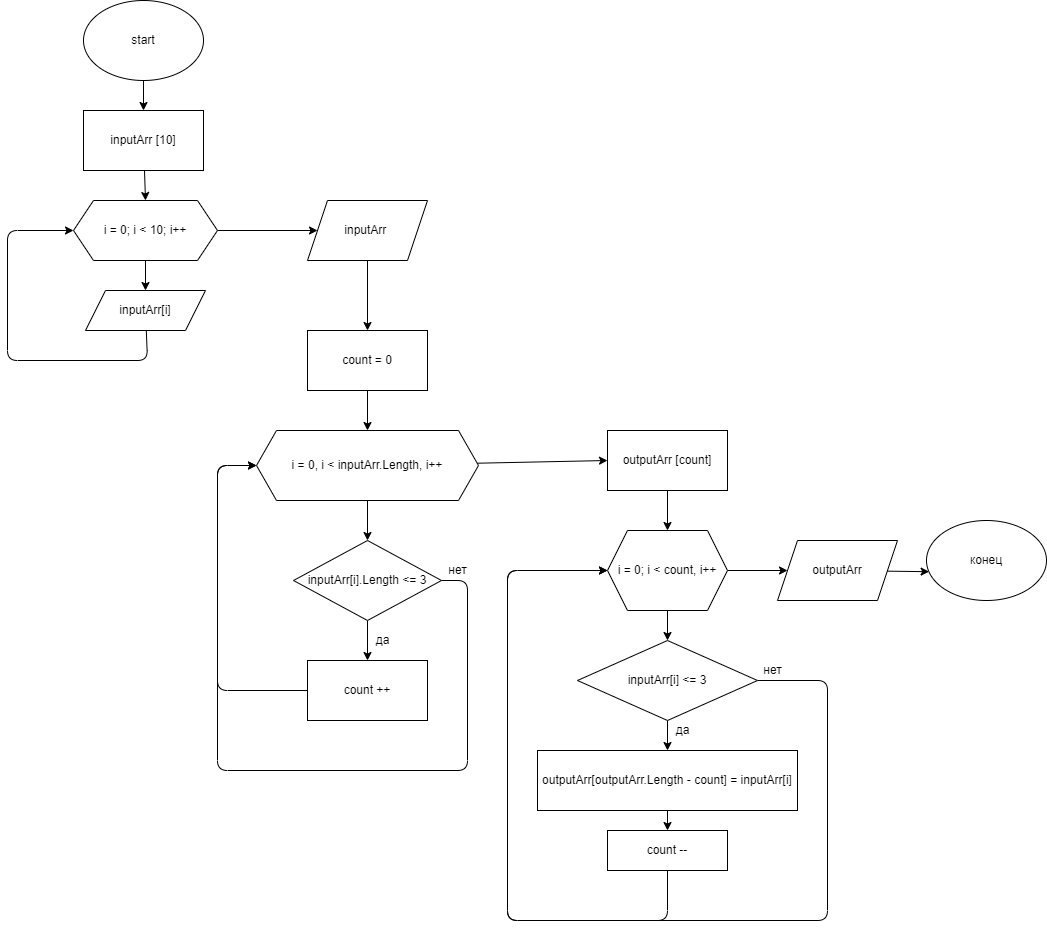 start
inputArr [10]
i = 0; i < 10; i++
inputArr[i]
inputArr
count = 0
i = 0, i < inputArr.Length, i++
inputArr[i].Length <= 3
нет
да
count ++
outputArr [count]
i = 0; i < count, i++
outputArr
конец
inputArr[i] <= 3
нет
да
outputArr[outputArr.Length - count] = inputArr[i]
count --